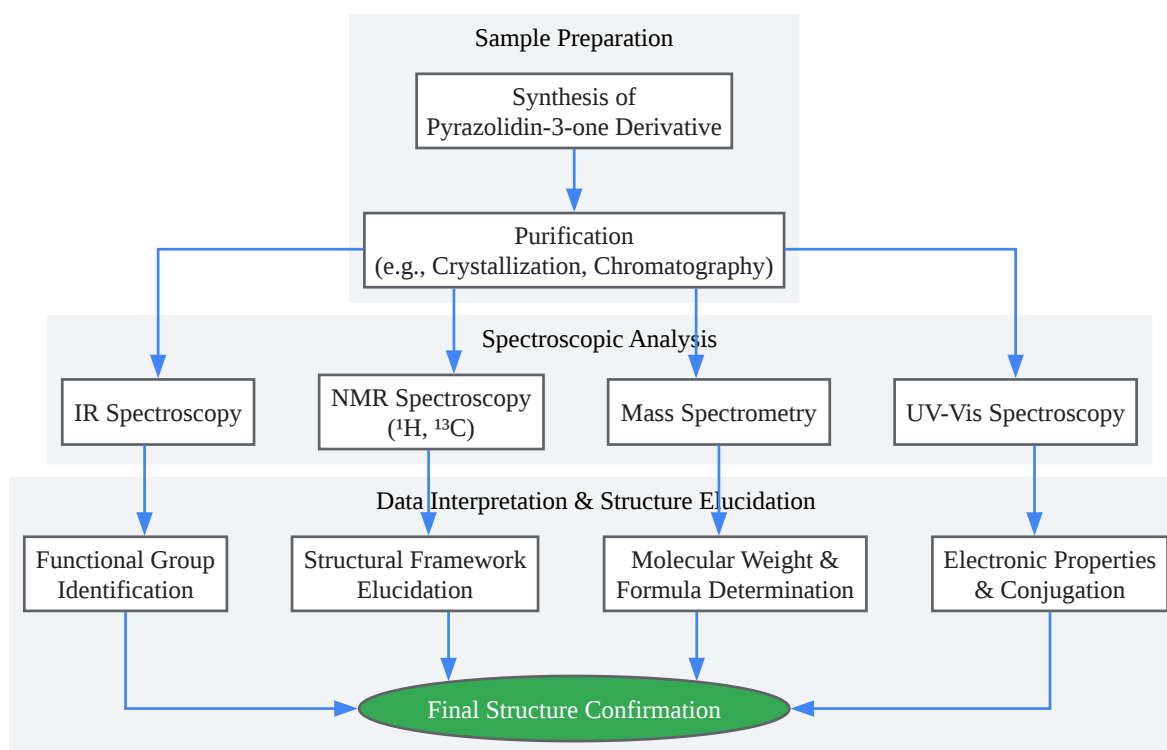 Sample Preparation
Synthesis of
Pyrazolidin-3-one Derivative
Purification
(e.g., Crystallization, Chromatography)
Spectroscopic Analysis
IR Spectroscopy
NMR Spectroscopy
(¹H, ¹³C)
Mass Spectrometry
UV-Vis Spectroscopy
Data Interpretation & Structure Elucidation
Functional Group
Identification
Structural Framework
Elucidation
Molecular Weight &
Formula Determination
Electronic Properties
& Conjugation
Final Structure Confirmation